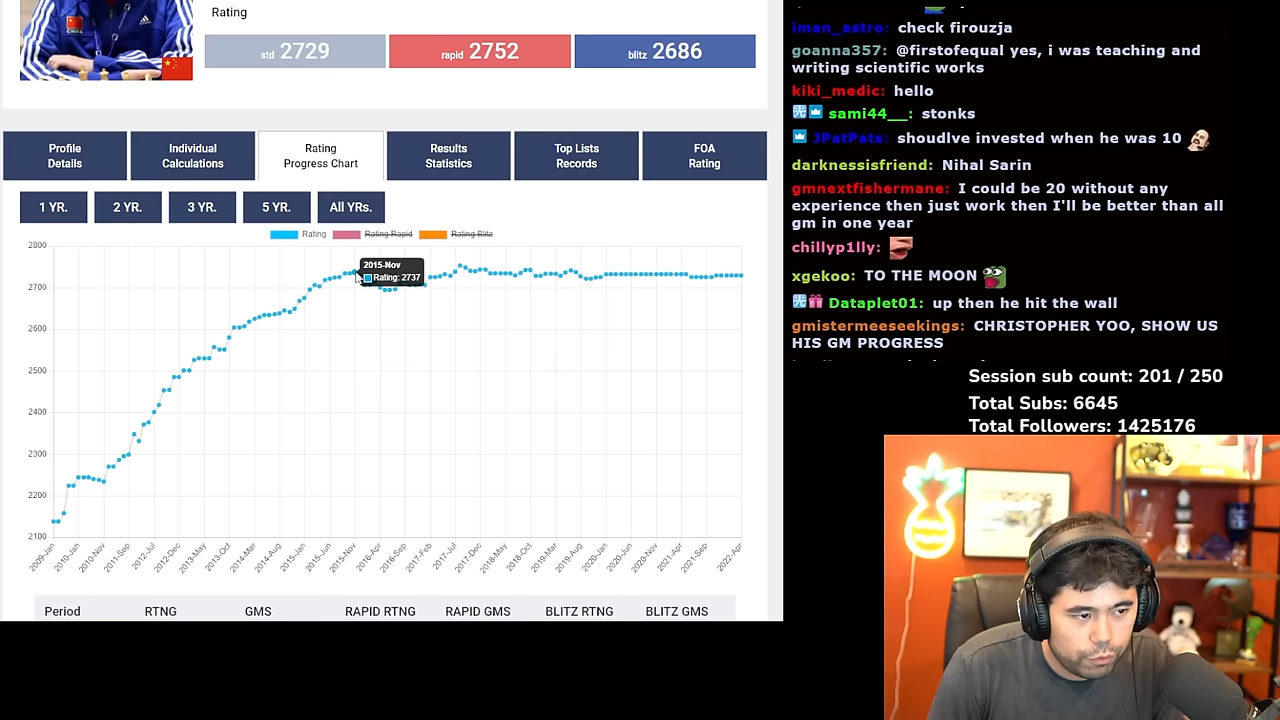 Rating
std 2729
rapid 2752
blitz 2686
Profile
Details
Individual
Calculations
Rating
Progress Chart
Results
Statistics
Top Lists
Records
FOA
Rating
1 YR.
2 YR.
3 YR.
5 YR.
All YRs.
Rating
Rating Rapid
Rating Blitz
2800
2700
2600
2500
2400
2300
2200
2100
2015-Nov
Rating: 2737
2009-Jan
2010-Jan
2010-Nov
2011-Sep
2012-Jul
2012-Dec
2013-May
2013-Oct
2014-Mar
2014-Aug
2015-Jan
2015-Jun
2015-Nov
2016-Apr
2016-Sep
2017-Feb
2017-Jul
2017-Dec
2018-May
2018-Oct
2019-Mar
2019-Aug
2020-Jan
2020-Jun
2020-Nov
2021-Apr
2021-Sep
2022-Apr
Period
RTNG
GMS
RAPID RTNG
RAPID GMS
BLITZ RTNG
BLITZ GMS
iman_astro: check firouzja
goanna357: @firstofequal yes, i was teaching and
writing scientific works
kiki_medic: hello
sami44__: stonks
JPatPats: shoudlve invested when he was 10
darknessisfriend: Nihal Sarin
gmnextfishermane: I could be 20 without any
experience then just work then I'll be better than all
gm in one year
chillyp1lly:
xgekoo: TO THE MOON
Dataplet01: up then he hit the wall
gmistermeeseekings: CHRISTOPHER YOO, SHOW US
HIS GM PROGRESS
Session sub count: 201 / 250
Total Subs: 6645
Total Followers: 1425176